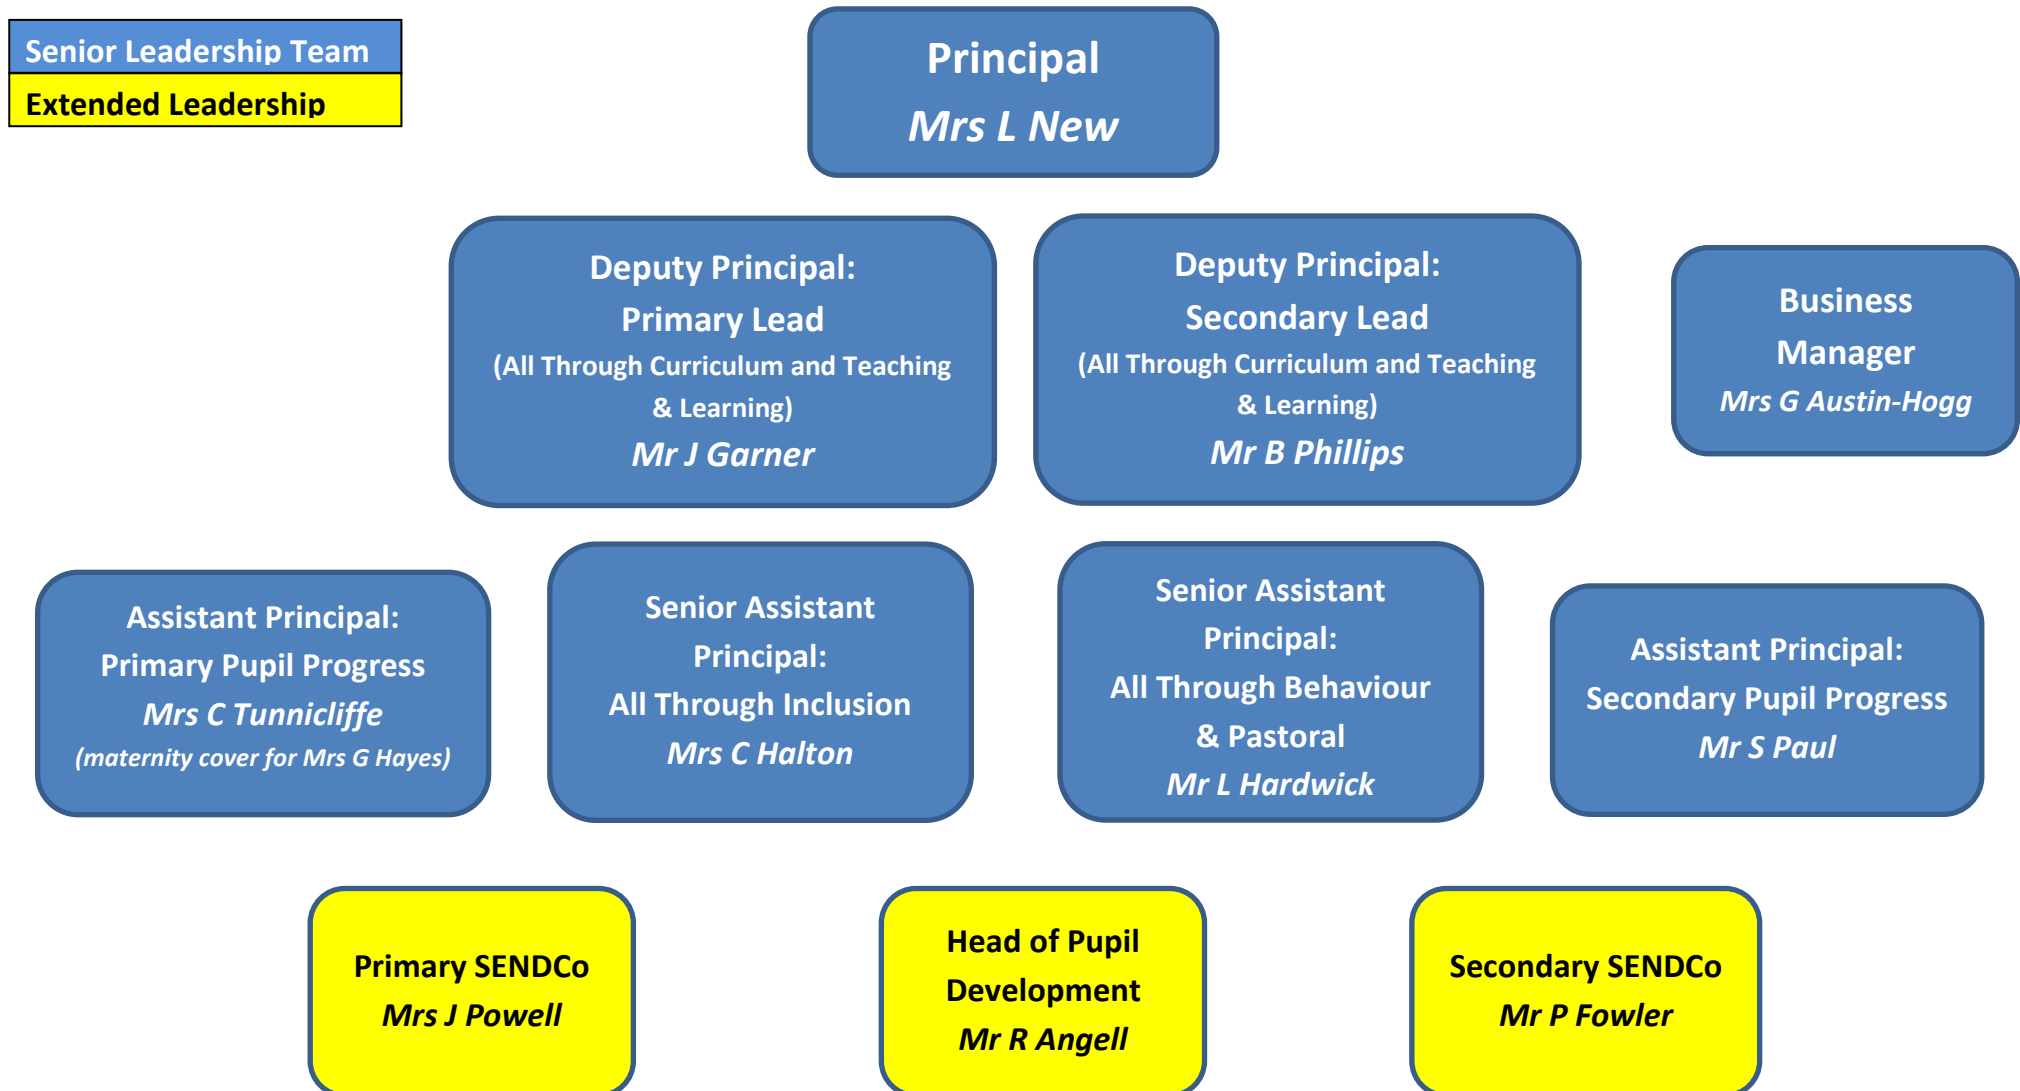 Senior Leadership Team
Extended Leadership
Principal
Mrs L New
Deputy Principal:
Primary Lead
(All Through Curriculum and Teaching
& Learning)
Mr J Garner
Deputy Principal:
Secondary Lead
(All Through Curriculum and Teaching
& Learning)
Mr B Phillips
Business
Manager
Mrs G Austin-Hogg
Assistant Principal:
Primary Pupil Progress
Mrs C Tunnicliffe
(maternity cover for Mrs G Hayes)
Senior Assistant
Principal:
All Through Inclusion
Mrs C Halton
Senior Assistant
Principal:
All Through Behaviour
& Pastoral
Mr L Hardwick
Assistant Principal:
Secondary Pupil Progress
Mr S Paul
Primary SENDCo
Mrs J Powell
Head of Pupil
Development
Mr R Angell
Secondary SENDCo
Mr P Fowler